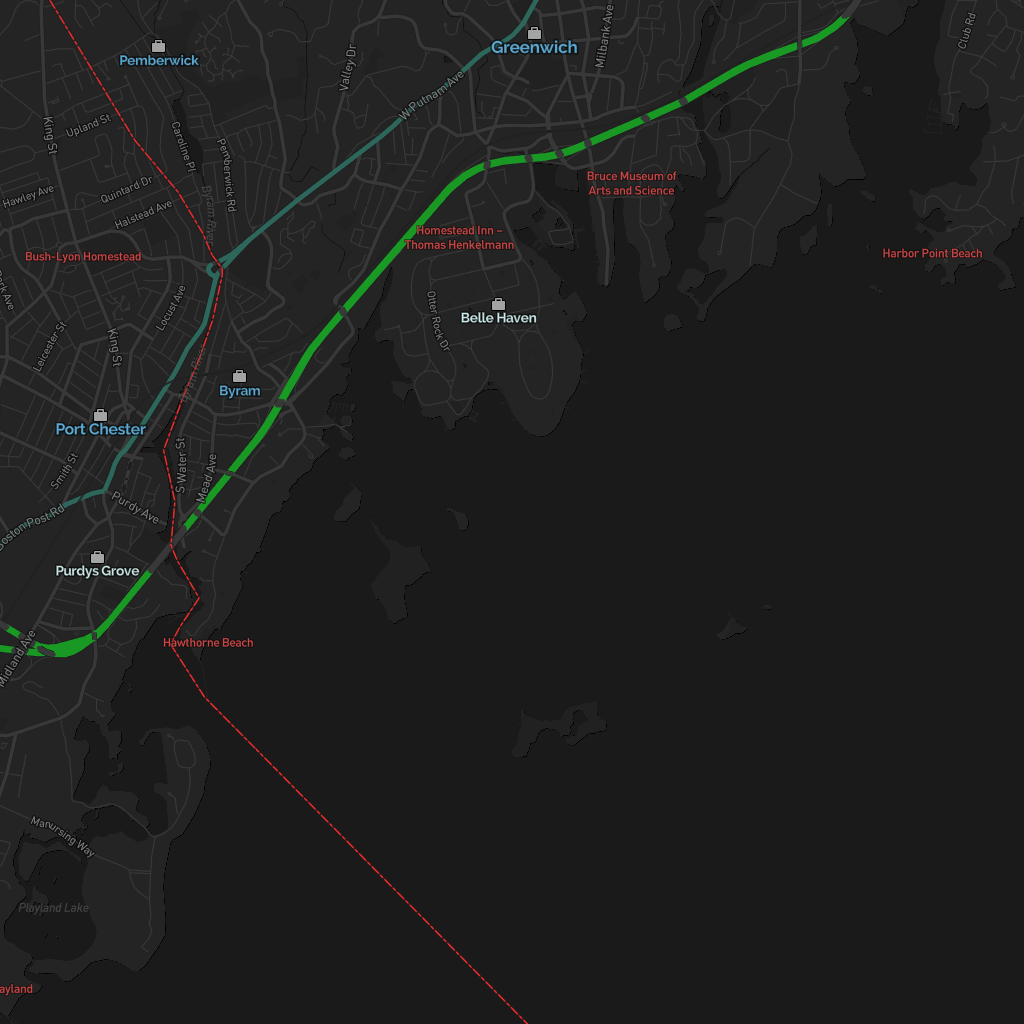 Greenwich
Pemberwick
Valley Dr
Milbank Ave
Club Rd
W Putnam Ave
King St
Upland St
Caroline Pl
Pemberwick Rd
Hawley Ave
Quintard Dr
Halstead Ave
Byram River
Bruce Museum of
Arts and Science
Homestead Inn –
Thomas Henkelmann
Bush-Lyon Homestead
Harbor Point Beach
Locust Ave
Otter Rock Dr
Belle Haven
Leicester St
King St
Byram River
Byram
Port Chester
Smith St
S Water St
Mead Ave
Purdy Ave
Boston Post Rd
Purdys Grove
Midland Ave
Hawthorne Beach
Manursing Way
Playland Lake
ayland